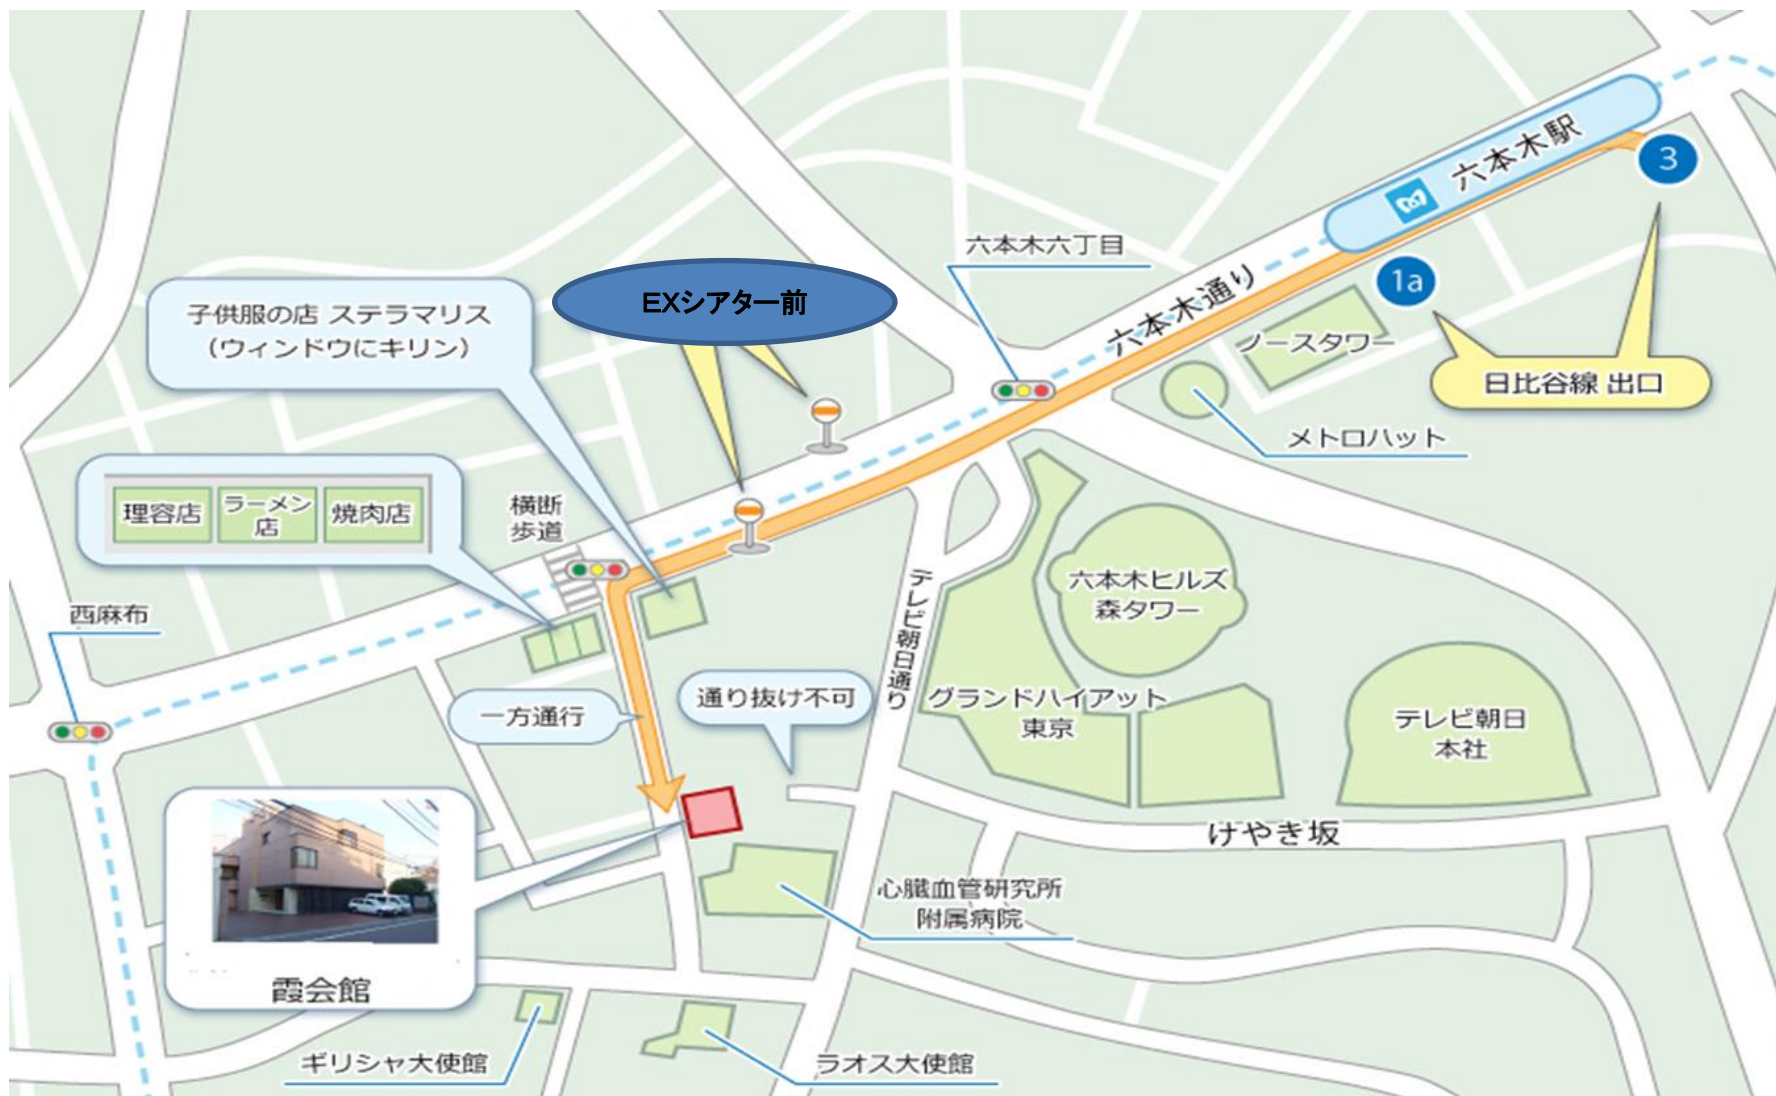 六本木駅
3
六本木六丁目
1a
六本木通り
EXシアター前
子供服の店 ステラマリス
（ウィンドウにキリン）
ノースタワー
日比谷線 出口
メトロハット
横断
歩道
理容店
ラーメン
店
焼肉店
六本木ヒルズ
森タワー
西麻布
テレビ朝日通り
通り抜け不可
グランドハイアット
東京
一方通行
テレビ朝日
本社
けやき坂
心臓血管研究所
附属病院
霞会館
ギリシャ大使館
ラオス大使館